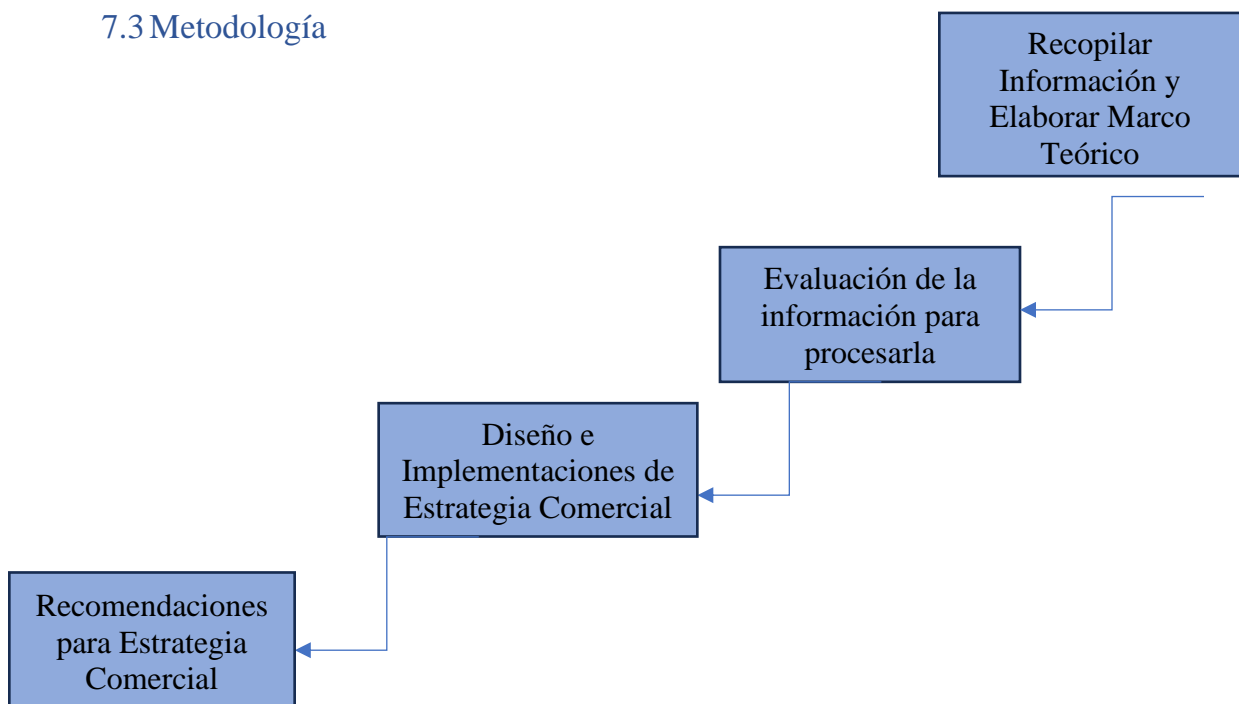 7.3 Metodología
Recopilar
Información y
Elaborar Marco
Teórico
Evaluación de la
información para
procesarla
Diseño e
Implementaciones de
Estrategia Comercial
Recomendaciones
para Estrategia
Comercial